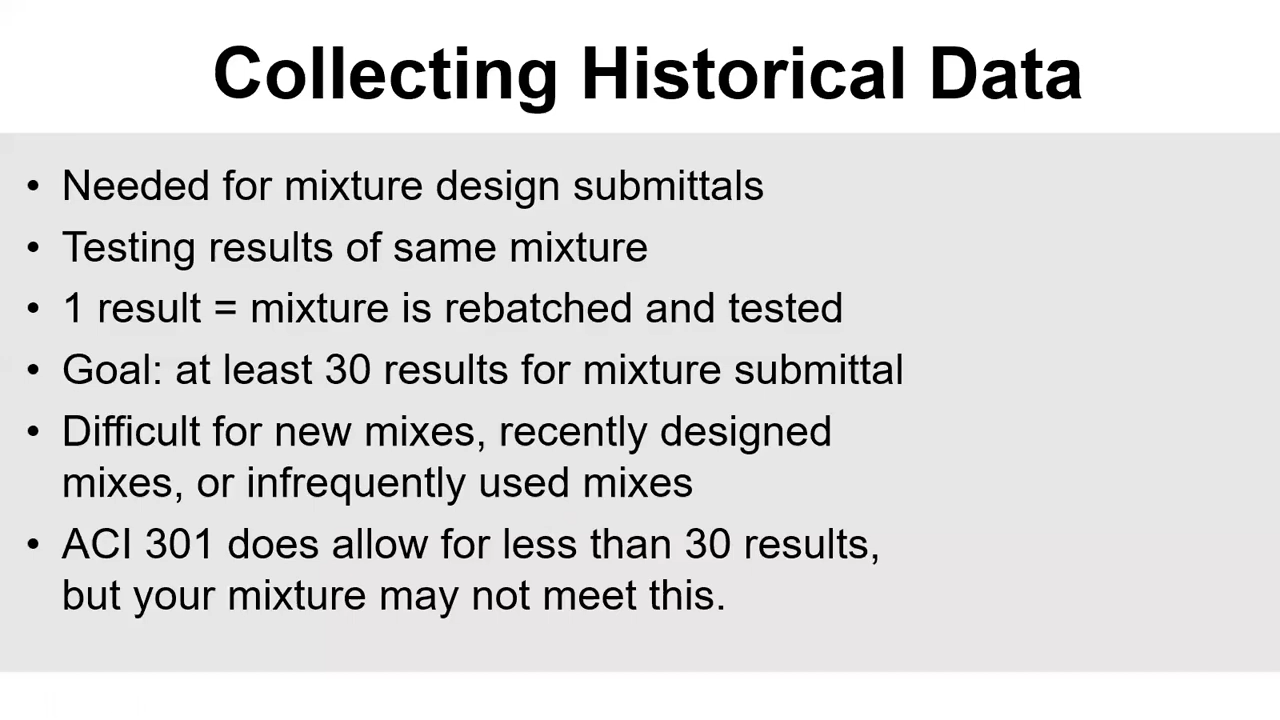 Collecting Historical Data
• Needed for mixture design submittals
• Testing results of same mixture
• 1 result = mixture is rebatched and tested
• Goal: at least 30 results for mixture submittal
• Difficult for new mixes, recently designed
mixes, or infrequently used mixes
• ACI 301 does allow for less than 30 results,
but your mixture may not meet this.